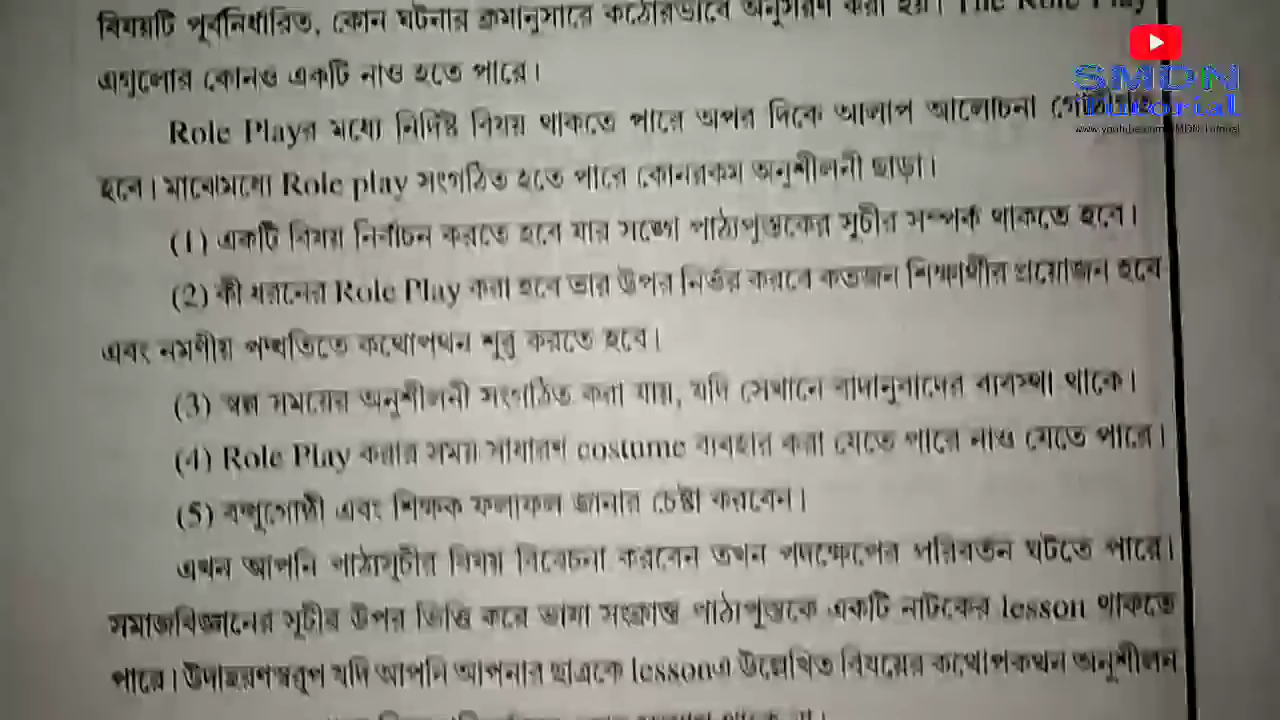 বিষয়টি পূর্বনির্ধারিত, কোন ঘটনার ক্রমানুসারে কঠোরভাবে অনুসরণ করা হয়। The Role Play
এগুলোর কোনও একটি নাও হতে পারে।
SMDN
Tutorial
Role Playর মধ্যে নির্দিষ্ট বিষয় থাকতে পারে অপর দিকে আলাপ আলোচনা
হবে। মাঝেমধ্যে Role play সংগঠিত হতে পারে কোনরকম অনুশীলনী ছাড়া।
(1) একটি বিষয় নির্বাচন করতে হবে যার সঙ্গে পাঠ্যপুস্তকের সূচীর সম্পর্ক থাকতে হবে।
(2) কী ধরনের Role Play করা হবে তার উপর নির্ভর করবে কতজন শিক্ষার্থীর প্রয়োজন হবে
এবং নমনীয় পদ্ধতিতে কথোপথন শুরু করতে হবে।
(3) স্বল্প সময়ের অনুশীলনী সংগঠিত করা যায়, যদি সেখানে বাদানুবাদের ব্যবস্থা থাকে।
(4) Role Play করার সময় সাধারণ costume ব্যবহার করা যেতে পারে নাও যেতে পারে।
(5) বন্ধুগোষ্ঠী এবং শিক্ষক ফলাফল জানার চেষ্টা করবেন।
এখন আপনি পাঠ্যসূচীর বিষয় বিবেচনা করবেন তখন পদক্ষেপের পরিবর্তন ঘটতে পারে।
সমাজবিজ্ঞানের সূচীর উপর ভিত্তি করে ভাষা সংক্রান্ত পাঠ্যপুস্তকে একটি নাটকের lesson থাকতে
পারে। উদাহরণস্বরূপ যদি আপনি আপনার ছাত্রকে lessonএ উল্লেখিত বিষয়ের কথোপকথন অনুশীলন